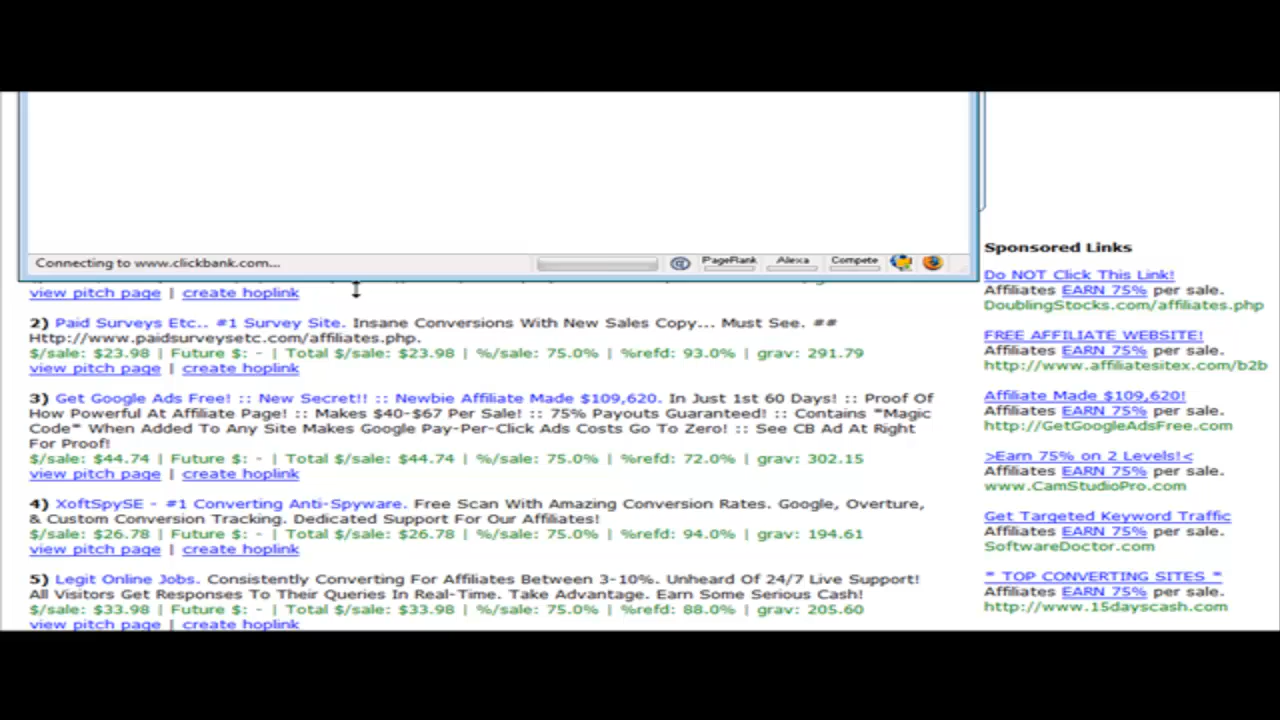 Connecting to www.clickbank.com...
PageRank
Alexa
Compete
view pitch page | create hoplink
2) Paid Surveys Etc.. #1 Survey Site. Insane Conversions With New Sales Copy... Must See. ##
Http://www.paidsurveysetc.com/affiliates.php.
$/sale: $23.98 | Future $: - | Total $/sale: $23.98 | %/sale: 75.0% | %refd: 93.0% | grav: 291.79
view pitch page | create hoplink
3) Get Google Ads Free! :: New Secret!! :: Newbie Affiliate Made $109,620. In Just 1st 60 Days! :: Proof Of
How Powerful At Affiliate Page! :: Makes $40-$67 Per Sale! :: 75% Payouts Guaranteed! :: Contains "Magic
Code" When Added To Any Site Makes Google Pay-Per-Click Ads Costs Go To Zero! :: See CB Ad At Right
For Proof!
$/sale: $44.74 | Future $: - | Total $/sale: $44.74 | %/sale: 75.0% | %refd: 72.0% | grav: 302.15
view pitch page | create hoplink
4) XoftSpySE - #1 Converting Anti-Spyware. Free Scan With Amazing Conversion Rates. Google, Overture,
& Custom Conversion Tracking. Dedicated Support For Our Affiliates!
$/sale: $26.78 | Future $: - | Total $/sale: $26.78 | %/sale: 75.0% | %refd: 94.0% | grav: 194.61
view pitch page | create hoplink
5) Legit Online Jobs. Consistently Converting For Affiliates Between 3-10%. Unheard Of 24/7 Live Support!
All Visitors Get Responses To Their Queries In Real-Time. Take Advantage. Earn Some Serious Cash!
$/sale: $33.98 | Future $: - | Total $/sale: $33.98 | %/sale: 75.0% | %refd: 88.0% | grav: 205.60
view pitch page | create hoplink
Sponsored Links
Do NOT Click This Link!
Affiliates EARN 75% per sale.
DoublingStocks.com/affiliates.php
FREE AFFILIATE WEBSITE!
Affiliates EARN 75% per sale.
http://www.affiliatesitex.com/b2b
Affiliate Made $109,620!
Affiliates EARN 75% per sale.
http://GetGoogleAdsFree.com
>Earn 75% on 2 Levels!<
Affiliates EARN 75% per sale.
www.CamStudioPro.com
Get Targeted Keyword Traffic
Affiliates EARN 75% per sale.
SoftwareDoctor.com
* TOP CONVERTING SITES *
Affiliates EARN 75% per sale.
http://www.15dayscash.com